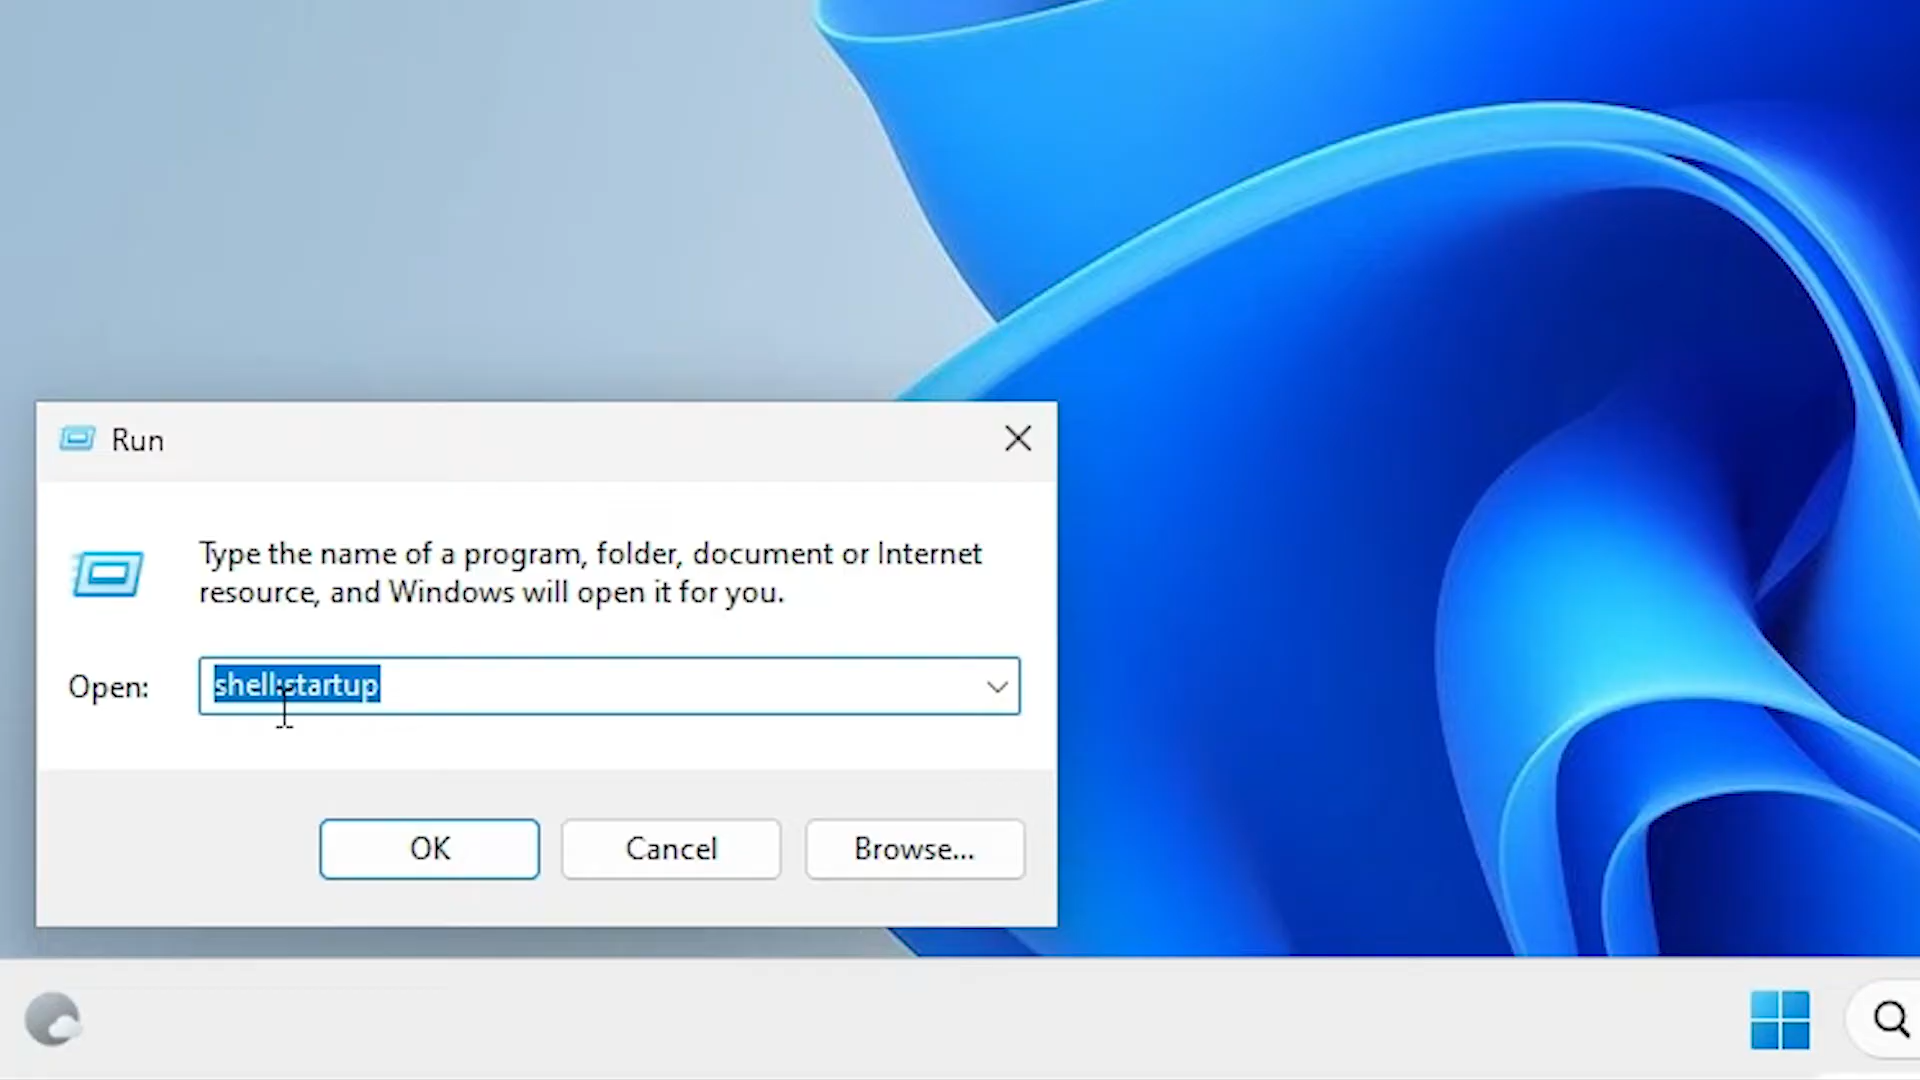 Run
Type the name of a program, folder, document or Internet
resource, and Windows will open it for you.
Open:
shell:startup
OK
Cancel
Browse...